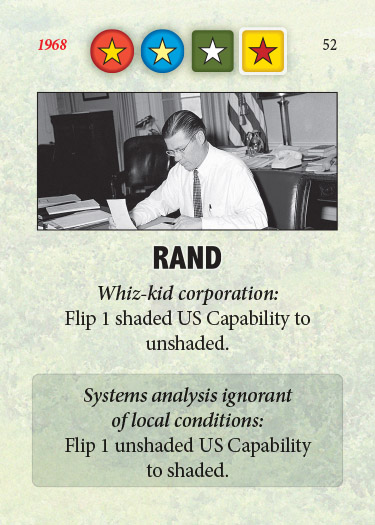 1968
52
RAND
Whiz-kid corporation:
Flip 1 shaded US Capability to
unshaded.
Systems analysis ignorant
of local conditions:
Flip 1 unshaded US Capability
to shaded.